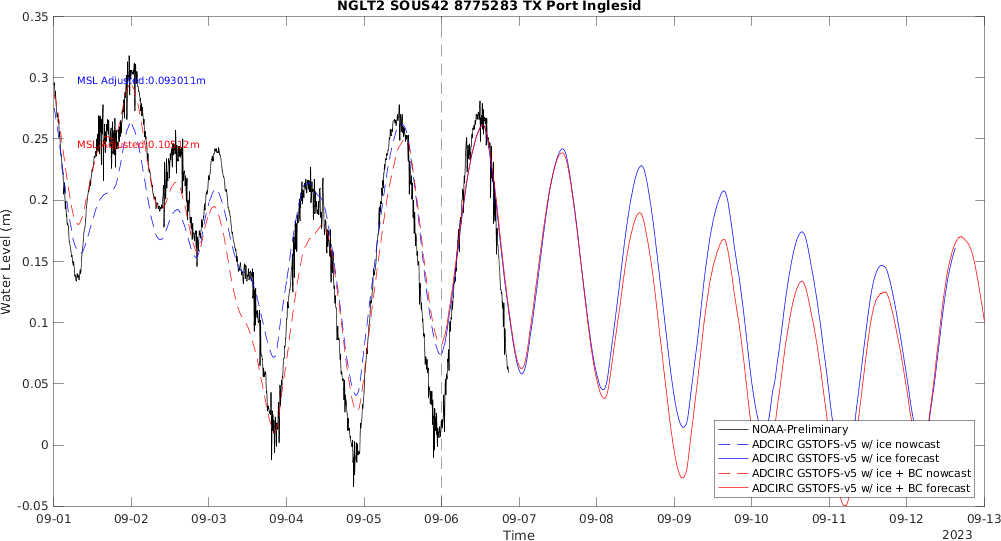 NGLT2 SOUS42 8775283 TX Port Inglesid
0.35
0.3
0.25
0.2
0.15
0.1
0.05
0
-0.05
Water Level (m)
MSL Adjusted:0.093011m
MSL Adjusted:0.10512m
NOAA-Preliminary
ADCIRC GSTOFS-v5 w/ ice nowcast
ADCIRC GSTOFS-v5 w/ ice forecast
ADCIRC GSTOFS-v5 w/ ice + BC nowcast
ADCIRC GSTOFS-v5 w/ ice + BC forecast
09-01 09-02 09-03 09-04 09-05 09-06 09-07 09-08 09-09 09-10 09-11 09-12 09-13
Time
2023